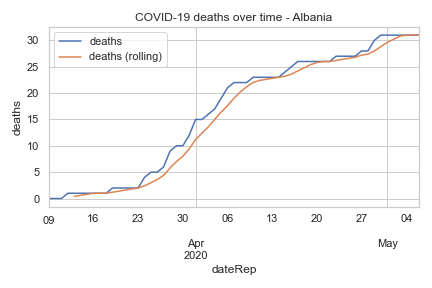 COVID-19 deaths over time - Albania
deaths
deaths (rolling)
deaths
30
25
20
15
10
5
0
09 16 23 30 06 13 20 27 04
Apr May
2020
dateRep